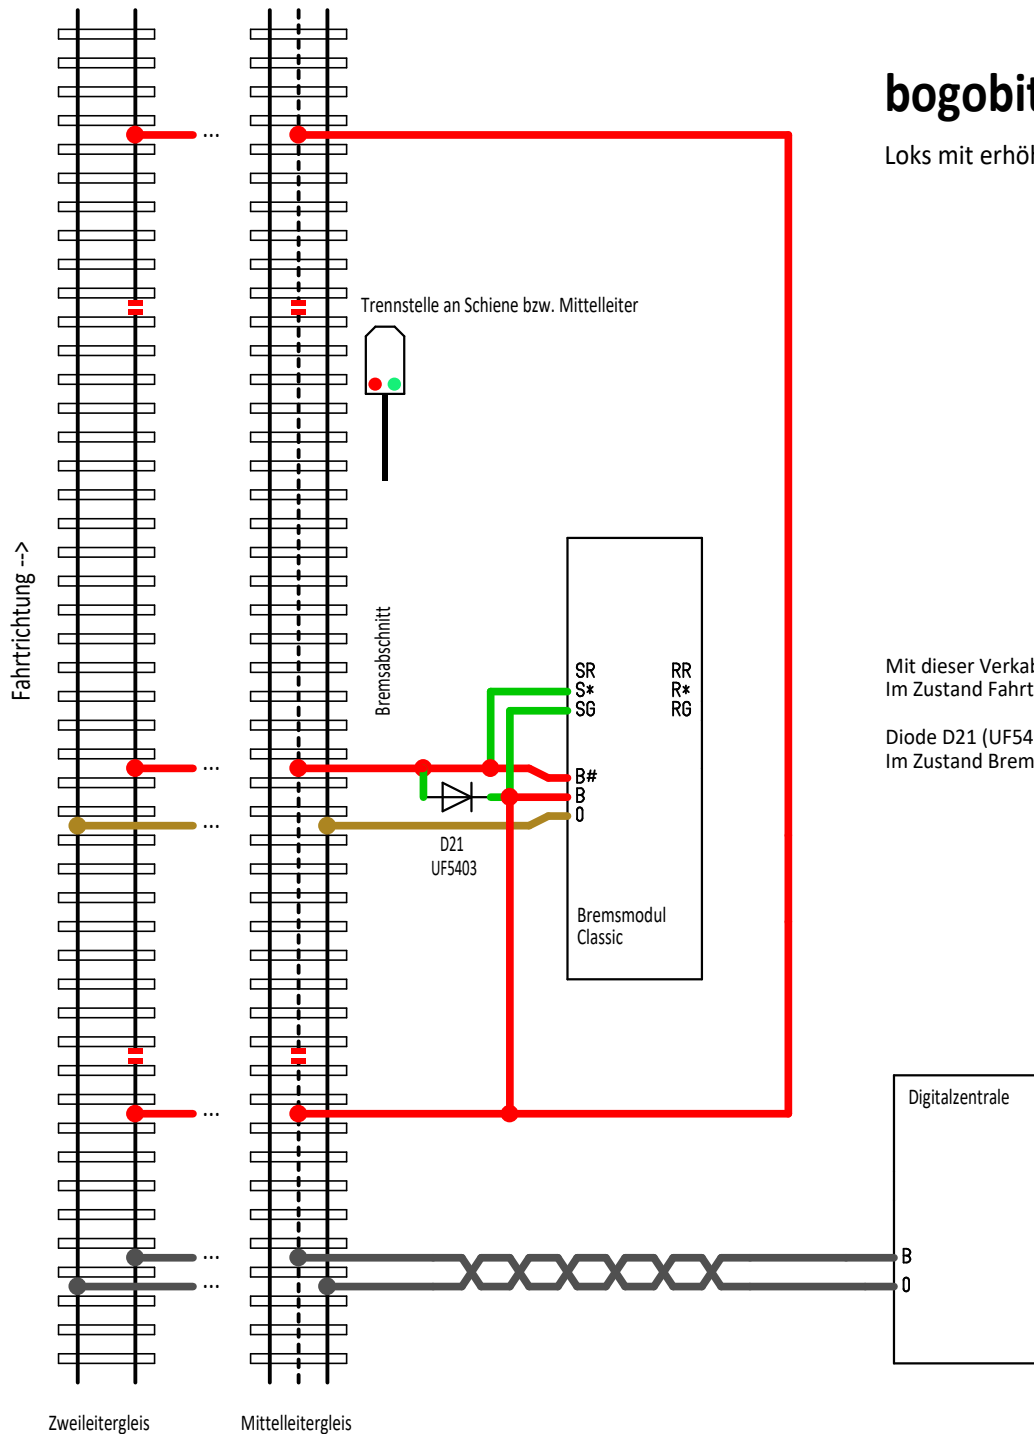 bogobit
Loks mit erhöh
...
Trennstelle an Schiene bzw. Mittelleiter
Fahrtrichtung -->
Bremsabschnitt
SR RR
S* R*
SG RG
Mit dieser Verkab
Im Zustand Fahrt
Diode D21 (UF54
Im Zustand Brem
...
B#
B
0
...
D21
UF5403
Bremsmodul
Classic
Digitalzentrale
...
... B
... 0
Zweileitergleis Mittelleitergleis